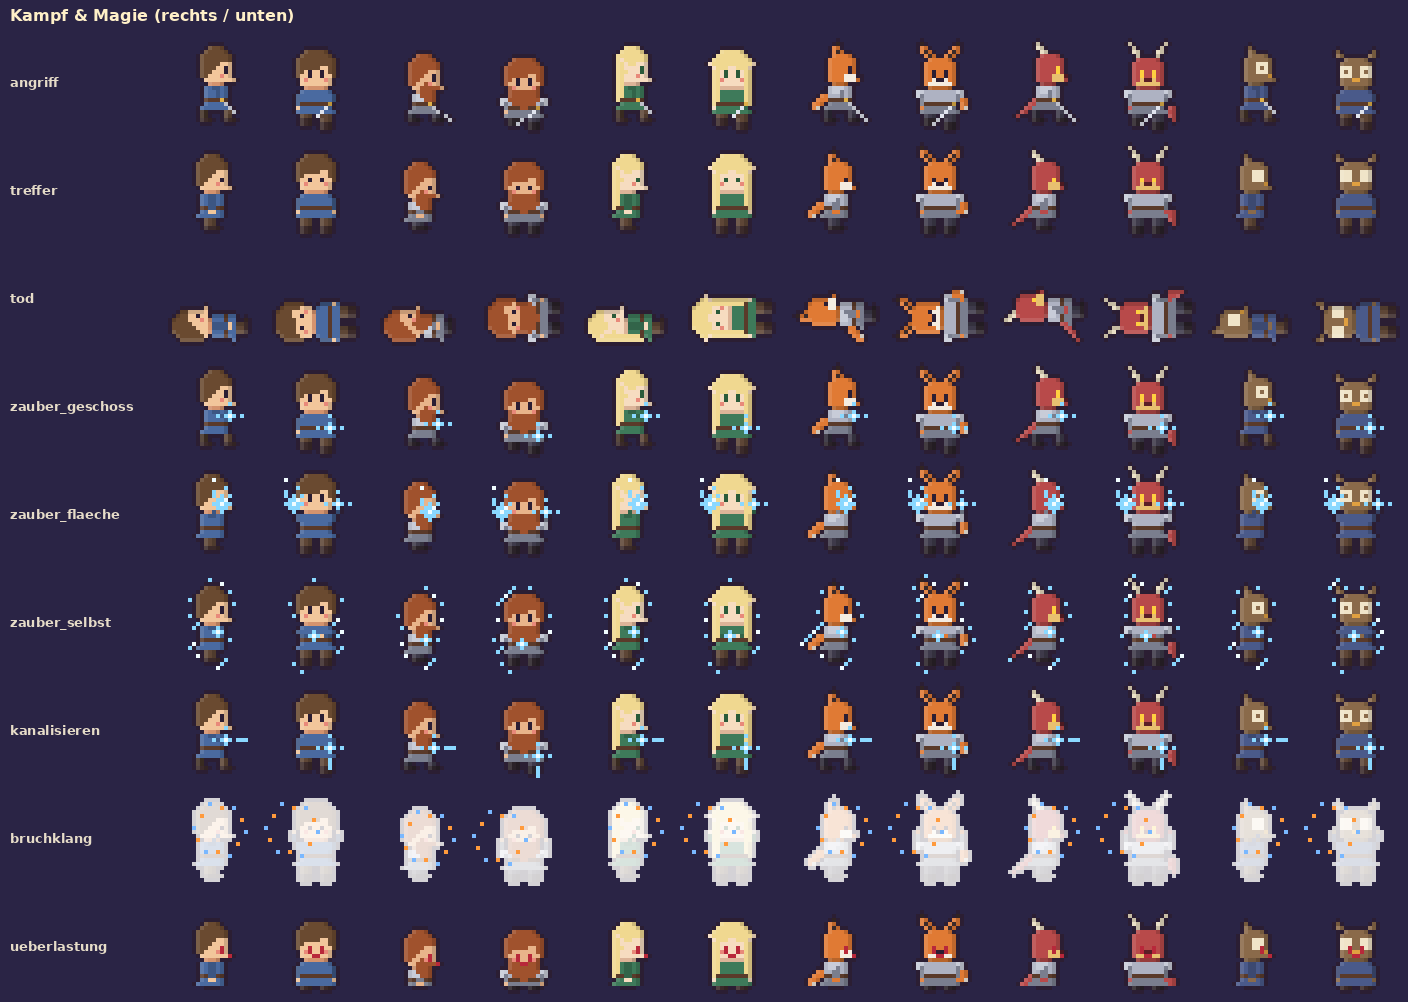 Kampf & Magie (rechts / unten)
angriff
treffer
tod
zauber_geschoss
zauber_flaeche
zauber_selbst
kanalisieren
bruchklang
ueberlastung